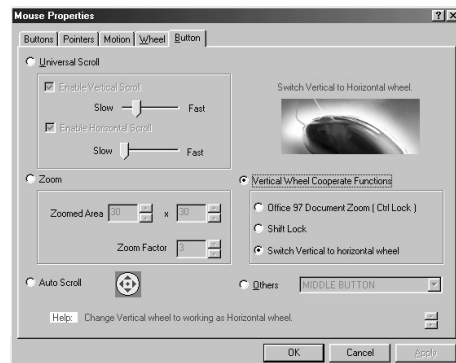 Mouse Properties
Buttons Pointers Motion Wheel Button
Universal Scroll
Enable Vertical Scroll
Slow Fast
Enable Horizontal Scroll
Slow Fast
Switch Vertical to Horizontal wheel.
Zoom
Zoomed Area 30 x 30
Zoom Factor 3
Vertical Wheel Cooperate Functions
Office 97 Document Zoom ( Ctrl Lock )
Shift Lock
Switch Vertical to horizontal wheel
Auto Scroll
Others MIDDLE BUTTON
Help: Change Vertical wheel to working as Horizontal wheel.
OK Cancel Apply